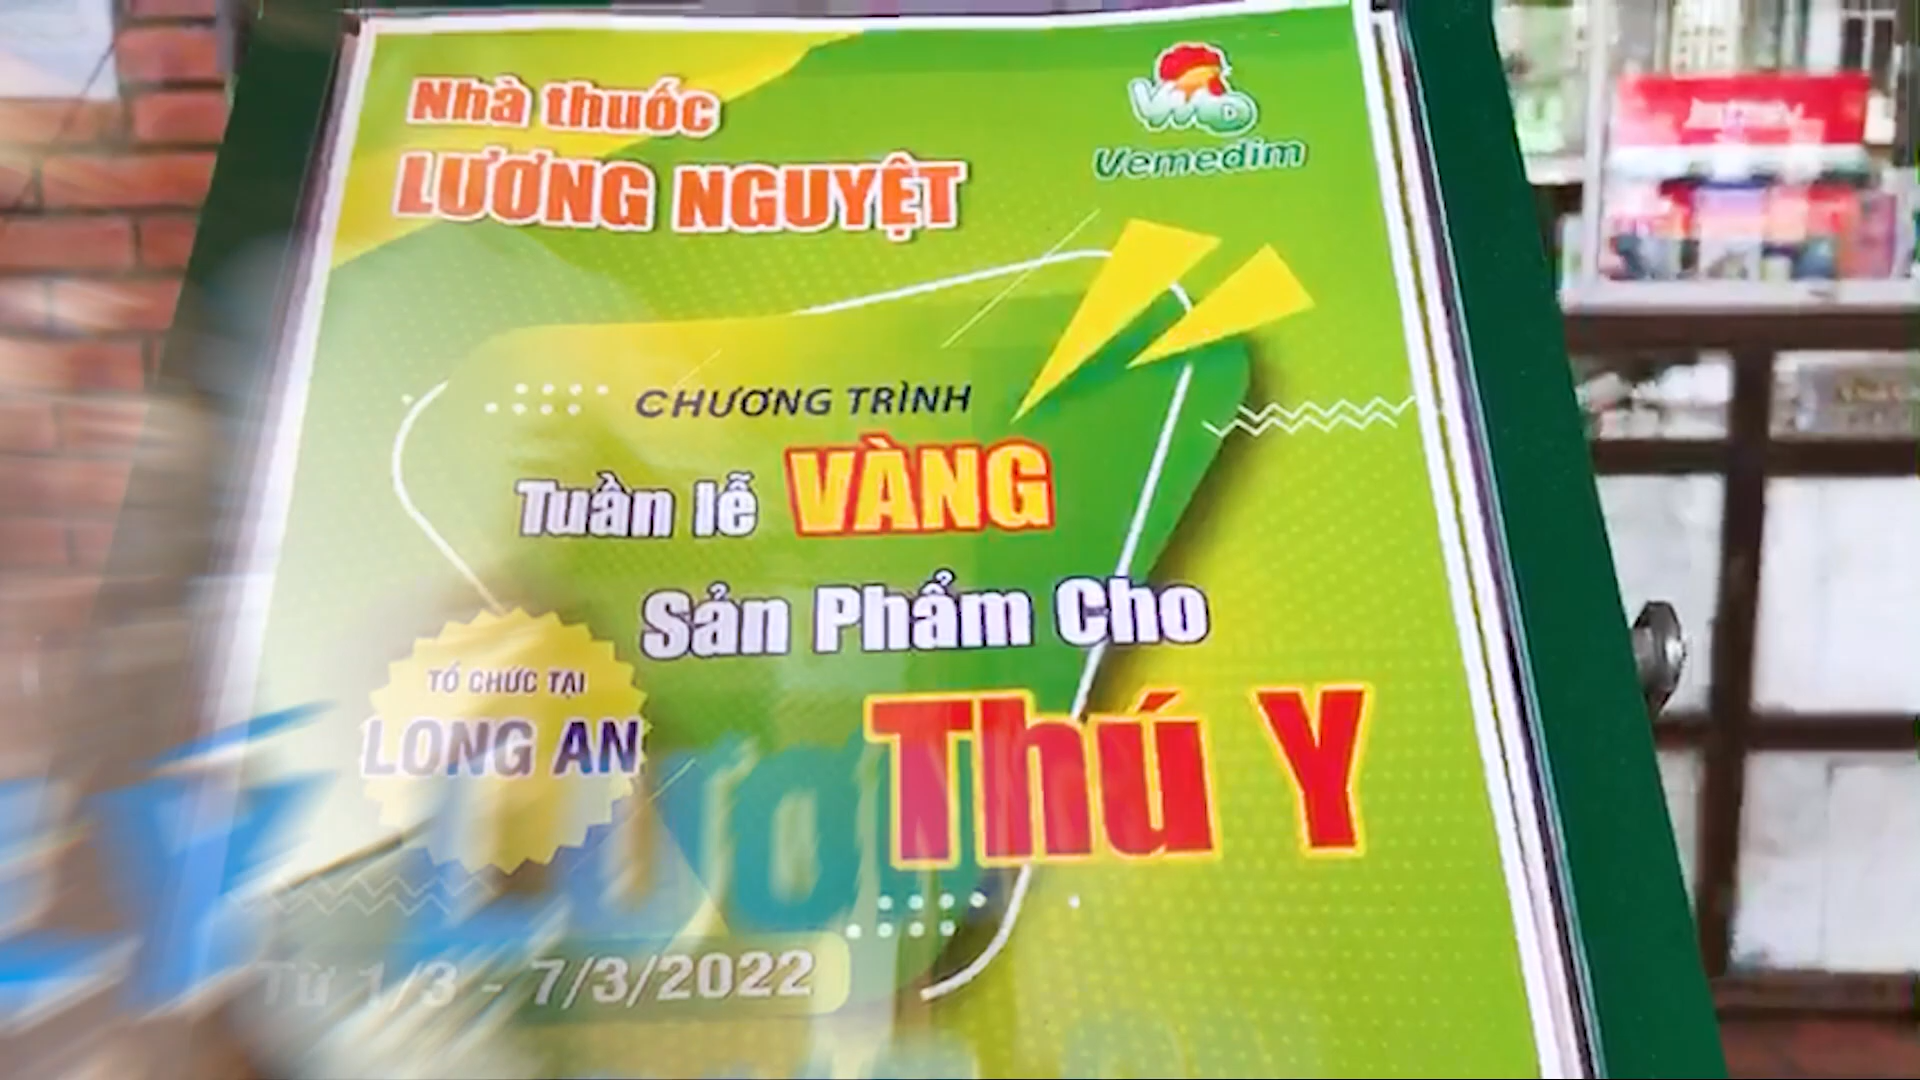 Nhà thuốc
LƯƠNG NGUYỆT
VMD
Vemedim
CHƯƠNG TRÌNH
Tuần lễ VÀNG
Sản Phẩm Cho
Thú Y
TỔ CHỨC TẠI
LONG AN
Từ 1/3 - 7/3/2022